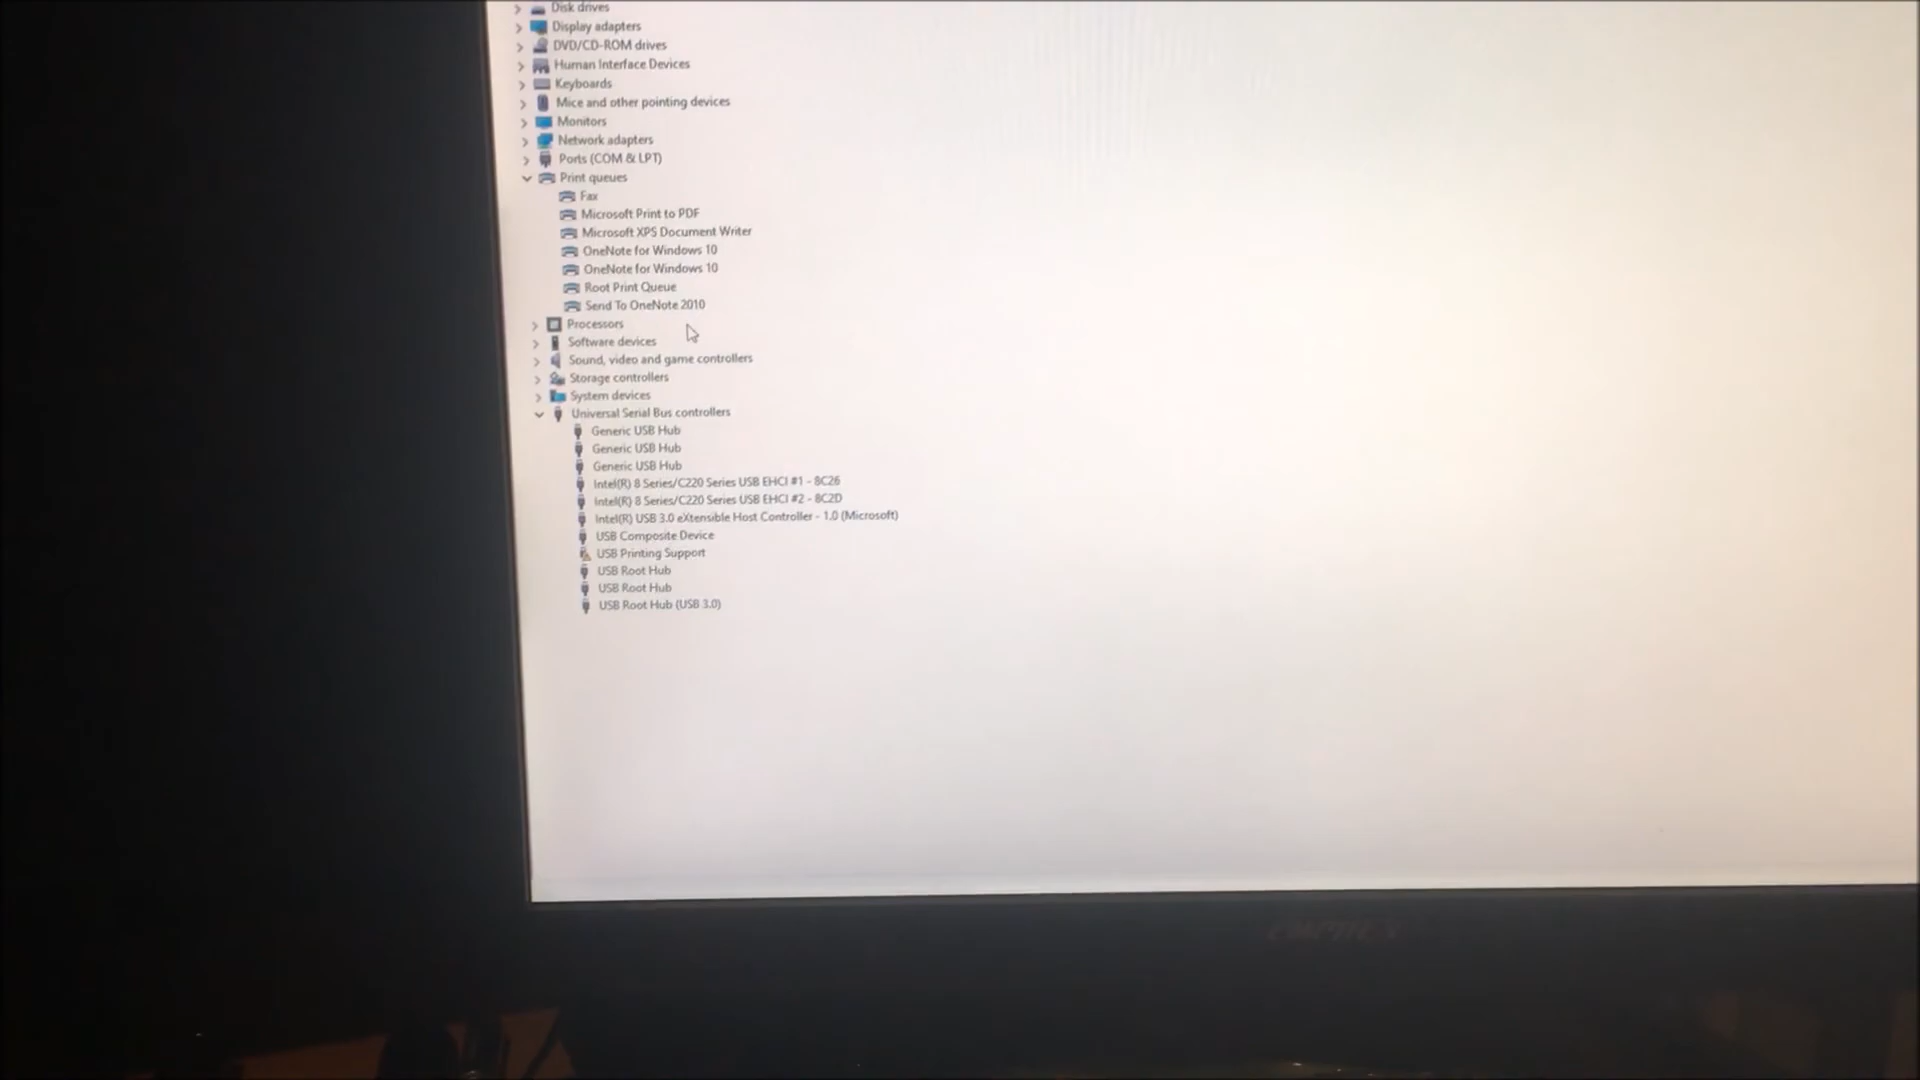 Disk drives
Display adapters
DVD/CD-ROM drives
Human Interface Devices
Keyboards
Mice and other pointing devices
Monitors
Network adapters
Ports (COM & LPT)
Print queues
Fax
Microsoft Print to PDF
Microsoft XPS Document Writer
OneNote for Windows 10
OneNote for Windows 10
Root Print Queue
Send To OneNote 2010
Processors
Software devices
Sound, video and game controllers
Storage controllers
System devices
Universal Serial Bus controllers
Generic USB Hub
Generic USB Hub
Generic USB Hub
Intel(R) 8 Series/C220 Series USB EHCI #1 - 8C26
Intel(R) 8 Series/C220 Series USB EHCI #2 - 8C2D
Intel(R) USB 3.0 eXtensible Host Controller - 1.0 (Microsoft)
USB Composite Device
USB Printing Support
USB Root Hub
USB Root Hub
USB Root Hub (USB 3.0)